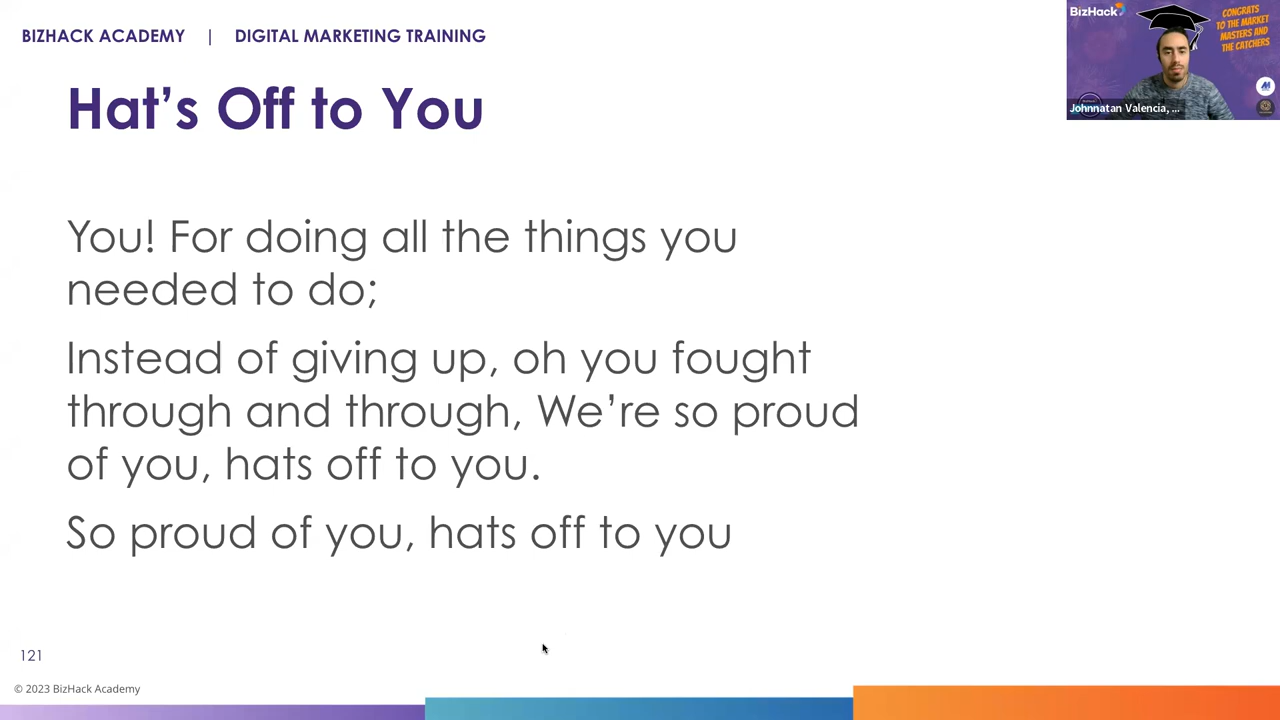 BIZHACK ACADEMY | DIGITAL MARKETING TRAINING
BizHack
CONGRATS
TO THE MARKET
MASTERS AND
THE CATCHERS
Johnnatan Valencia, ...
Hat’s Off to You
You! For doing all the things you
needed to do;
Instead of giving up, oh you fought
through and through, We’re so proud
of you, hats off to you.
So proud of you, hats off to you
121
© 2023 BizHack Academy